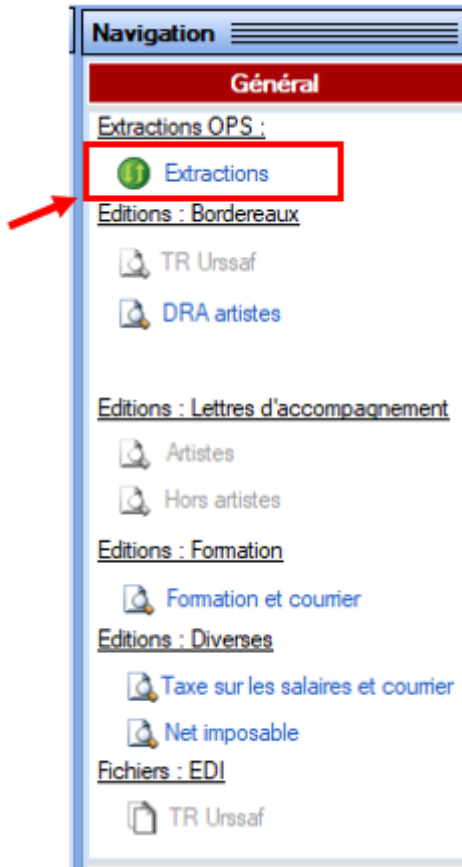 Navigation
Général
Extractions OPS :
Extractions
Editions : Bordereaux
TR Urssaf
DRA artistes
Editions : Lettres d'accompagnement
Artistes
Hors artistes
Editions : Formation
Formation et courrier
Editions : Diverses
Taxe sur les salaires et courrier
Net imposable
Fichiers : EDI
TR Urssaf